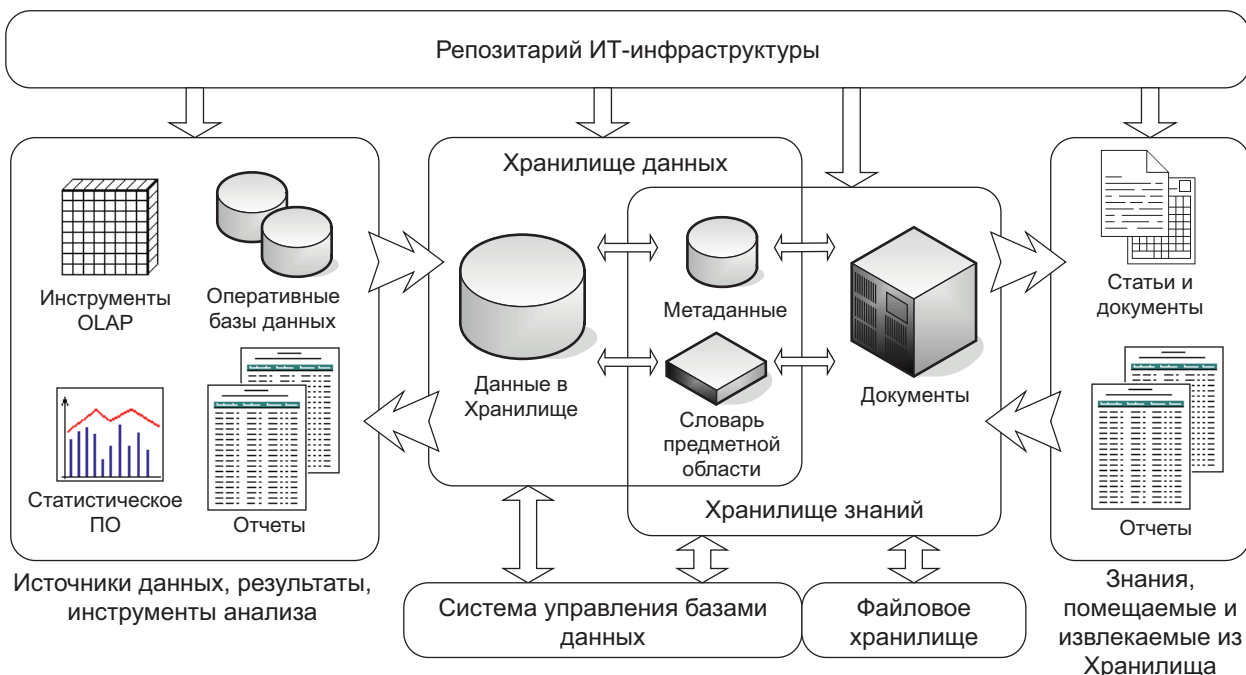 Репозитарий ИТ-инфраструктуры
Инструменты
OLAP
Оперативные
базы данных
Статистическое
ПО
Отчеты
Источники данных, результаты,
инструменты анализа
Хранилище данных
Данные в
Хранилище
Метаданные
Словарь
предметной
области
Документы
Хранилище знаний
Система управления базами
данных
Файловое
хранилище
Статьи и
документы
Отчеты
Знания,
помещаемые и
извлекаемые из
Хранилища